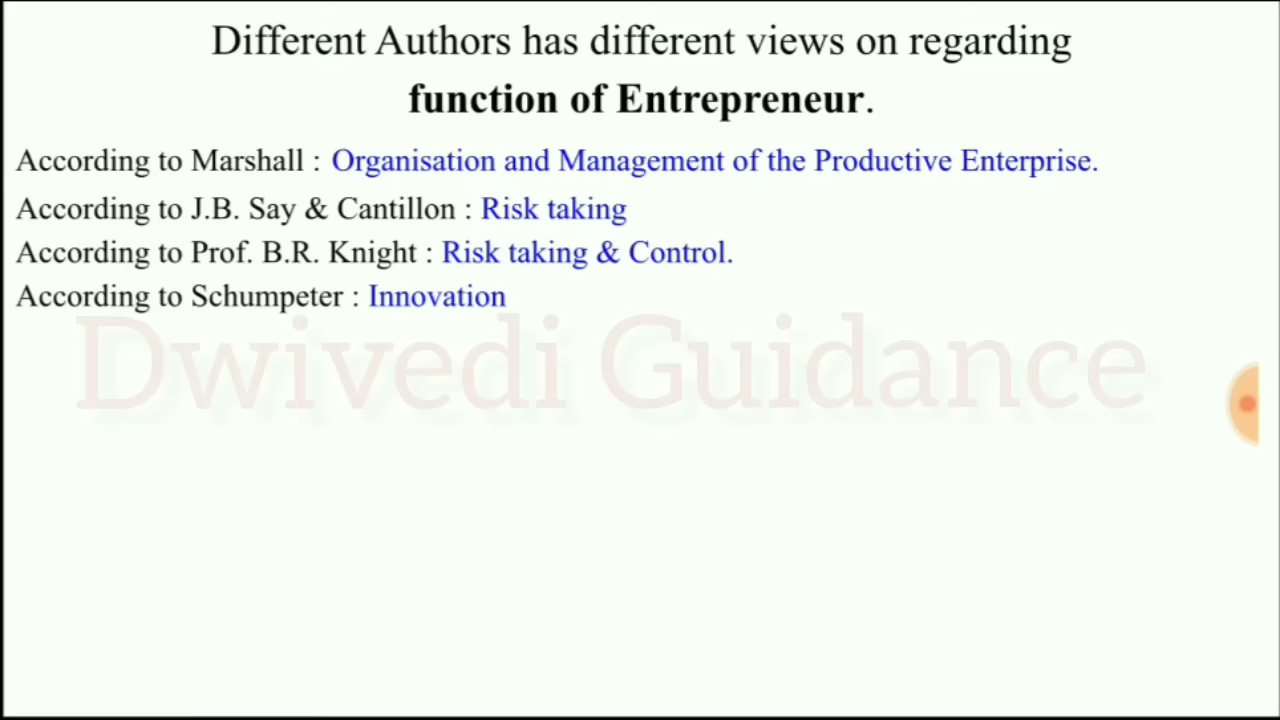 Different Authors has different views on regarding
function of Entrepreneur.
According to Marshall : Organisation and Management of the Productive Enterprise.
According to J.B. Say & Cantillon : Risk taking
According to Prof. B.R. Knight : Risk taking & Control.
According to Schumpeter : Innovation
Dwivedi Guidance